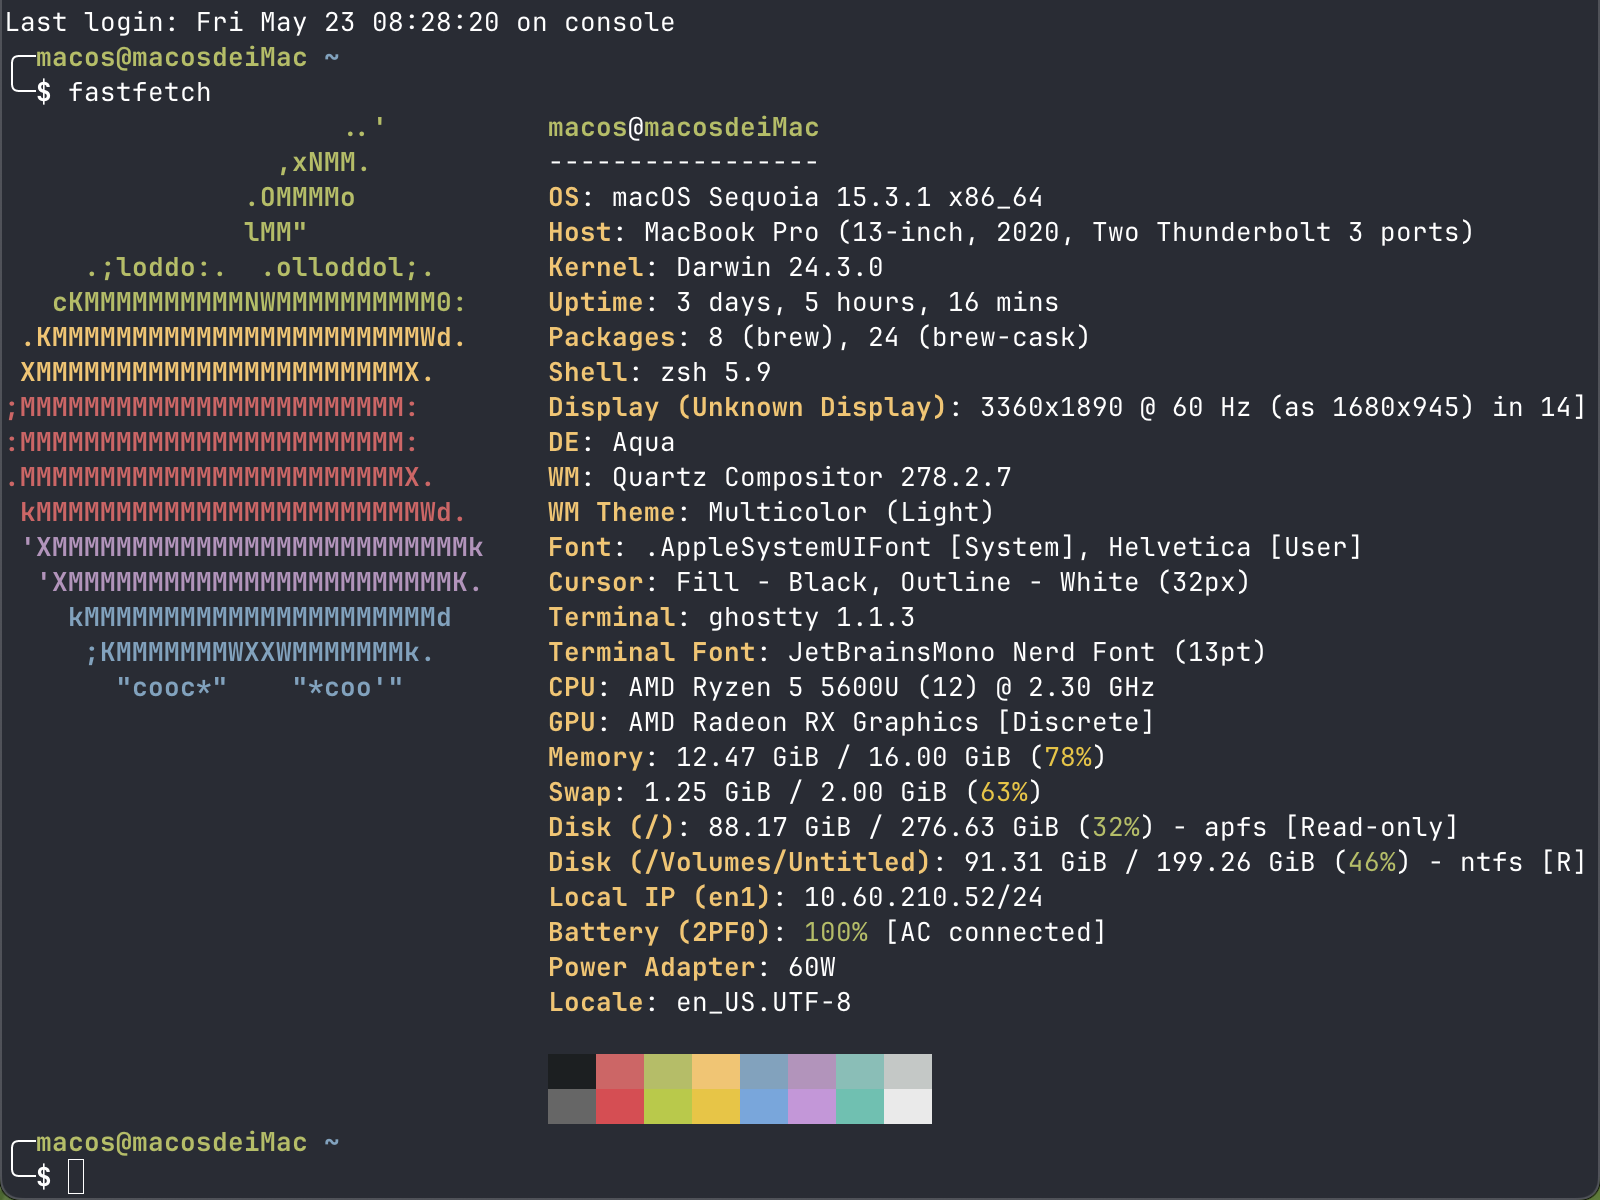 Last login: Fri May 23 08:28:20 on console
╭─macos@macosdeiMac ~
╰─$ fastfetch
                     ..'          macos@macosdeiMac
                 ,xNMM.           -----------------
               .OMMMMo            OS: macOS Sequoia 15.3.1 x86_64
               lMM"               Host: MacBook Pro (13-inch, 2020, Two Thunderbolt 3 ports)
     .;loddo:.  .olloddol;.       Kernel: Darwin 24.3.0
   cKMMMMMMMMMMNWMMMMMMMMMM0:     Uptime: 3 days, 5 hours, 16 mins
 .KMMMMMMMMMMMMMMMMMMMMMMMWd.     Packages: 8 (brew), 24 (brew-cask)
 XMMMMMMMMMMMMMMMMMMMMMMMX.       Shell: zsh 5.9
;MMMMMMMMMMMMMMMMMMMMMMMM:        Display (Unknown Display): 3360x1890 @ 60 Hz (as 1680x945) in 14]
:MMMMMMMMMMMMMMMMMMMMMMMM:        DE: Aqua
.MMMMMMMMMMMMMMMMMMMMMMMMX.       WM: Quartz Compositor 278.2.7
 kMMMMMMMMMMMMMMMMMMMMMMMMWd.     WM Theme: Multicolor (Light)
 'XMMMMMMMMMMMMMMMMMMMMMMMMMMk    Font: .AppleSystemUIFont [System], Helvetica [User]
  'XMMMMMMMMMMMMMMMMMMMMMMMMK.    Cursor: Fill - Black, Outline - White (32px)
    kMMMMMMMMMMMMMMMMMMMMMMd      Terminal: ghostty 1.1.3
     ;KMMMMMMMWXXWMMMMMMMk.       Terminal Font: JetBrainsMono Nerd Font (13pt)
       "cooc*"    "*coo'"         CPU: AMD Ryzen 5 5600U (12) @ 2.30 GHz
GPU: AMD Radeon RX Graphics [Discrete]
Memory: 12.47 GiB / 16.00 GiB (78%)
Swap: 1.25 GiB / 2.00 GiB (63%)
Disk (/): 88.17 GiB / 276.63 GiB (32%) - apfs [Read-only]
Disk (/Volumes/Untitled): 91.31 GiB / 199.26 GiB (46%) - ntfs [R]
Local IP (en1): 10.60.210.52/24
Battery (2PF0): 100% [AC connected]
Power Adapter: 60W
Locale: en_US.UTF-8
╭─macos@macosdeiMac ~
╰─$